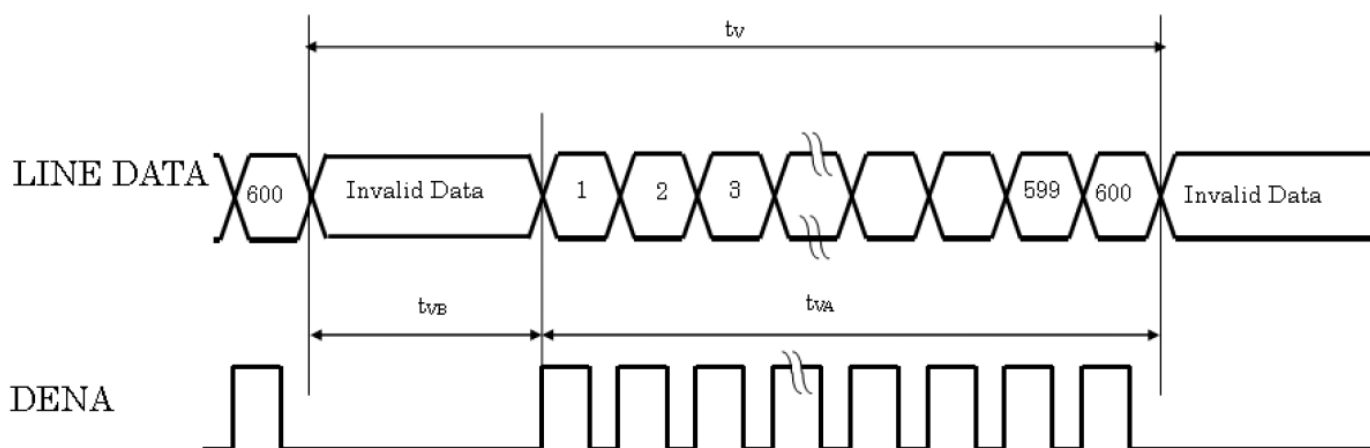 tV
LINE DATA
600
Invalid Data
1
2
3
599
600
Invalid Data
tVB
tVA
DENA